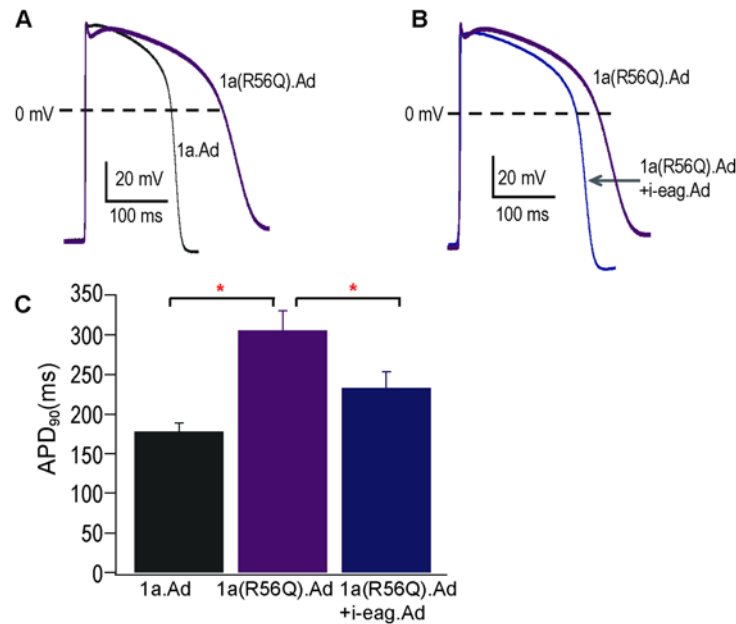 A
1a(R56Q).Ad
0 mV
1a.Ad
20 mV
100 ms
B
1a(R56Q).Ad
0 mV
1a(R56Q).Ad
+i-eag.Ad
20 mV
100 ms
C
*
*
APD90(ms)
350
300
250
200
150
100
50
0
1a.Ad
1a(R56Q).Ad
1a(R56Q).Ad
+i-eag.Ad